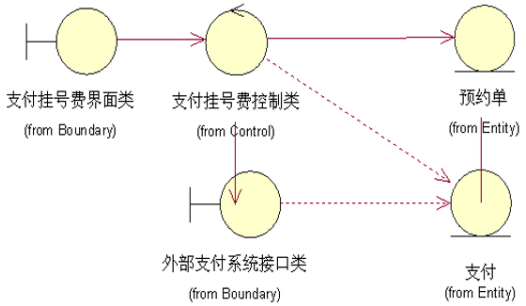 支付挂号费界面类
(from Boundary)
支付挂号费控制类
(from Control)
预约单
(from Entity)
外部支付系统接口类
(from Boundary)
支付
(from Entity)